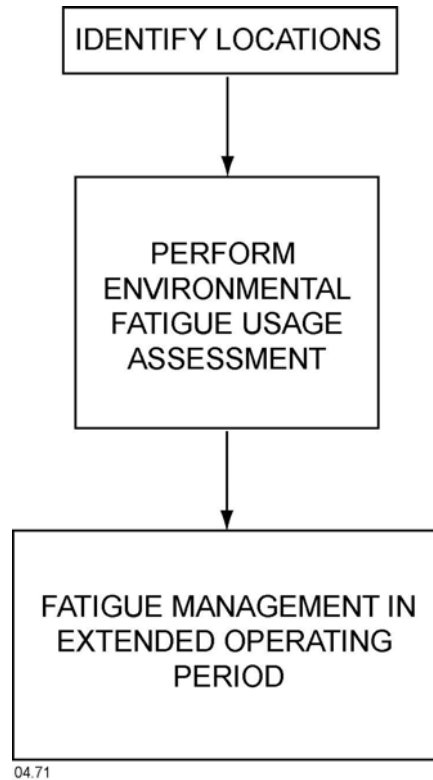 IDENTIFY LOCATIONS
PERFORM
ENVIRONMENTAL
FATIGUE USAGE
ASSESSMENT
FATIGUE MANAGEMENT IN
EXTENDED OPERATING
PERIOD
04.71